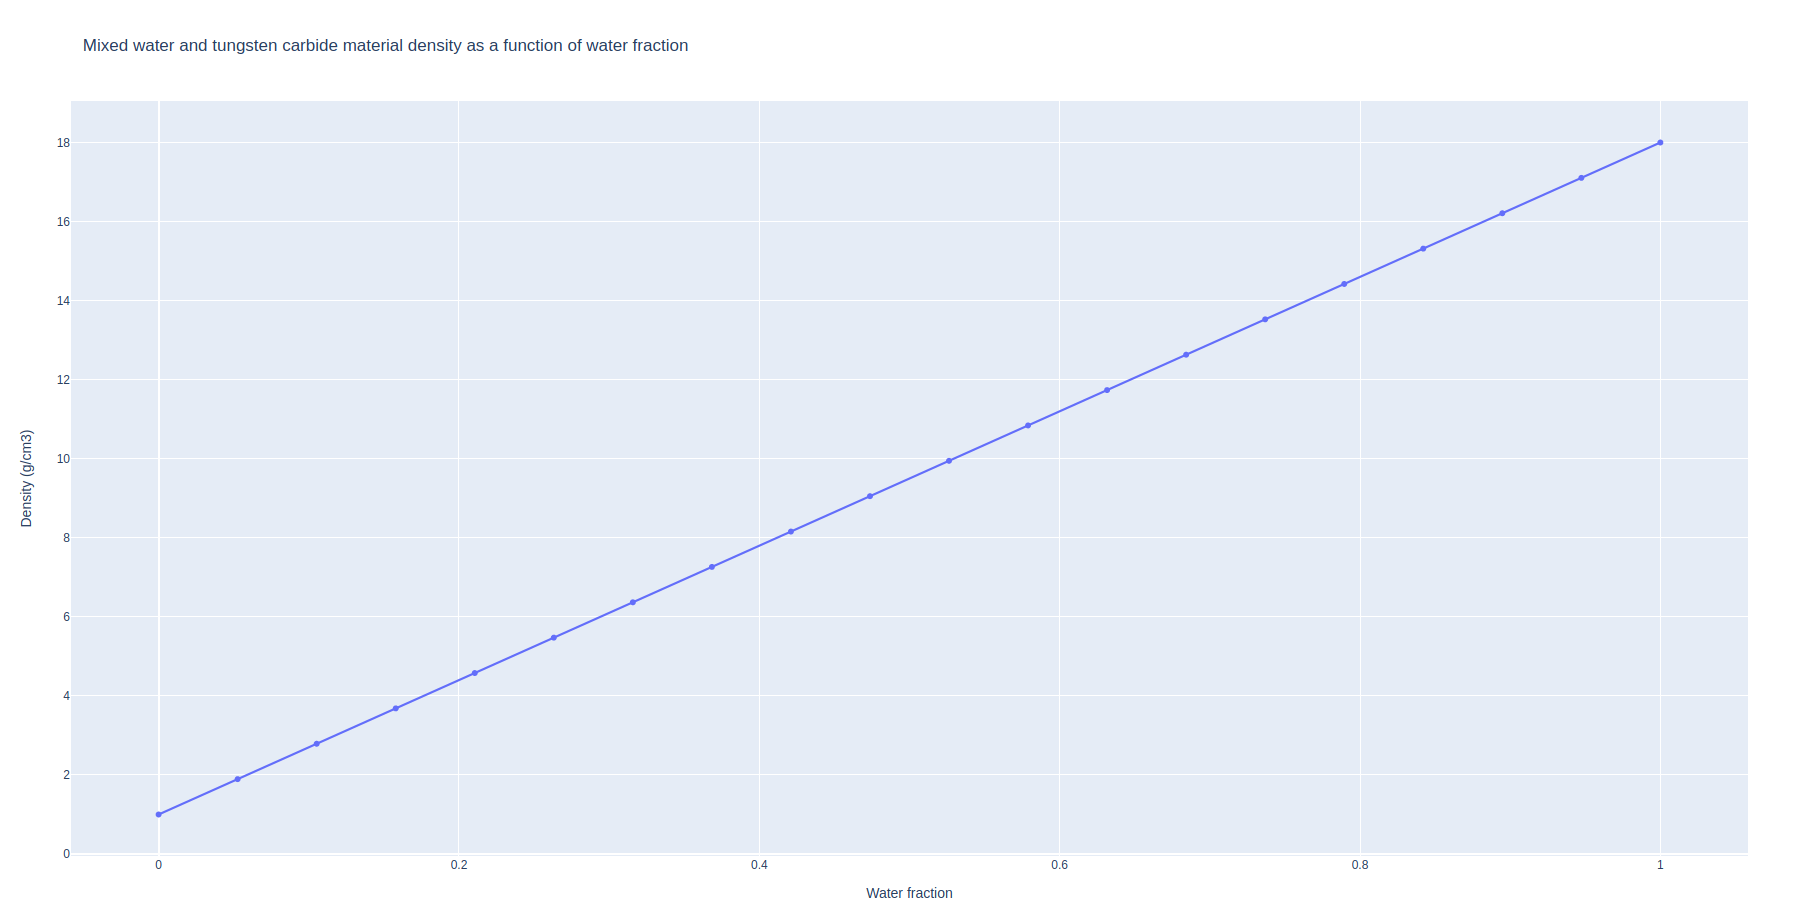 Mixed water and tungsten carbide material density as a function of water fraction
18
16
14
12
10
8
6
4
2
0
Density (g/cm3)
0 0.2 0.4 0.6 0.8 1
Water fraction